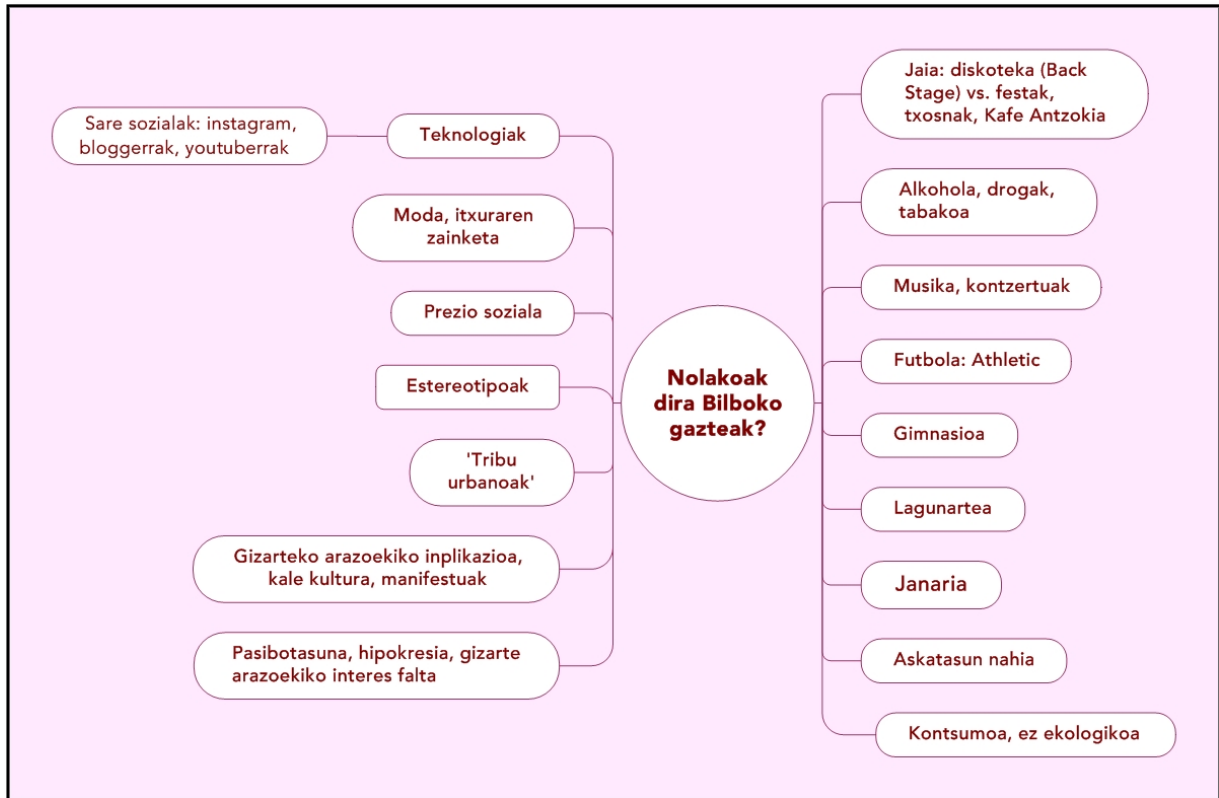 Nolakoak
dira Bilboko
gazteak?
Teknologiak
Sare sozialak: instagram,
bloggerrak, youtuberrak
Moda, itxuraren
zainketa
Prezio soziala
Estereotipoak
'Tribu
urbanoak'
Gizarteko arazoekiko inplikazioa,
kale kultura, manifestuak
Pasibotasuna, hipokresia, gizarte
arazoekiko interes falta
Jaia: diskoteka (Back
Stage) vs. festak,
txosnak, Kafe Antzokia
Alkohola, drogak,
tabakoa
Musika, kontzertuak
Futbola: Athletic
Gimnasioa
Lagunartea
Janaria
Askatasun nahia
Kontsumoa, ez ekologikoa